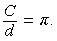 C/d = π.